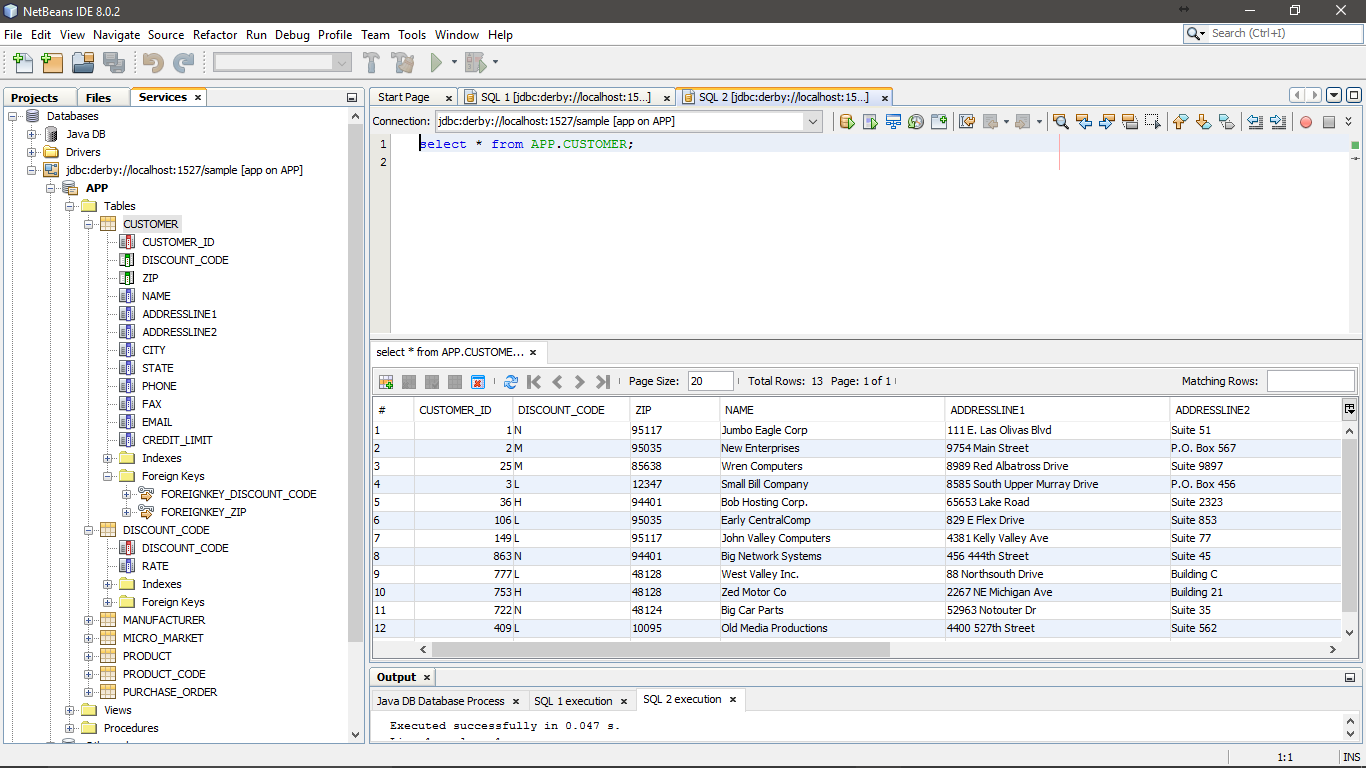 NetBeans IDE 8.0.2
File Edit View Navigate Source Refactor Run Debug Profile Team Tools Window Help
Search (Ctrl+I)
Projects Files Services
Databases
Java DB
Drivers
jdbc:derby://localhost:1527/sample [app on APP]
APP
Tables
CUSTOMER
CUSTOMER_ID
DISCOUNT_CODE
ZIP
NAME
ADDRESSLINE1
ADDRESSLINE2
CITY
STATE
PHONE
FAX
EMAIL
CREDIT_LIMIT
Indexes
Foreign Keys
FOREIGNKEY_DISCOUNT_CODE
FOREIGNKEY_ZIP
DISCOUNT_CODE
DISCOUNT_CODE
RATE
Indexes
Foreign Keys
MANUFACTURER
MICRO_MARKET
PRODUCT
PRODUCT_CODE
PURCHASE_ORDER
Views
Procedures
Start Page SQL 1 [jdbc:derby://localhost:15...] SQL 2 [jdbc:derby://localhost:15...]
Connection: jdbc:derby://localhost:1527/sample [app on APP]
1 select * from APP.CUSTOMER;
2
select * from APP.CUSTOME...
Page Size: 20 Total Rows: 13 Page: 1 of 1 Matching Rows:
# CUSTOMER_ID DISCOUNT_CODE ZIP NAME ADDRESSLINE1 ADDRESSLINE2
1 1 N 95117 Jumbo Eagle Corp 111 E. Las Olivas Blvd Suite 51
2 2 M 95035 New Enterprises 9754 Main Street P.O. Box 567
3 25 M 85638 Wren Computers 8989 Red Albatross Drive Suite 9897
4 3 L 12347 Small Bill Company 8585 South Upper Murray Drive P.O. Box 456
5 36 H 94401 Bob Hosting Corp. 65653 Lake Road Suite 2323
6 106 L 95035 Early CentralComp 829 E Flex Drive Suite 853
7 149 L 95117 John Valley Computers 4381 Kelly Valley Ave Suite 77
8 863 N 94401 Big Network Systems 456 444th Street Suite 45
9 777 L 48128 West Valley Inc. 88 Northsouth Drive Building C
10 753 H 48128 Zed Motor Co 2267 NE Michigan Ave Building 21
11 722 N 48124 Big Car Parts 52963 Notouter Dr Suite 35
12 409 L 10095 Old Media Productions 4400 527th Street Suite 562
Output
Java DB Database Process SQL 1 execution SQL 2 execution
Executed successfully in 0.047 s.
1:1 INS